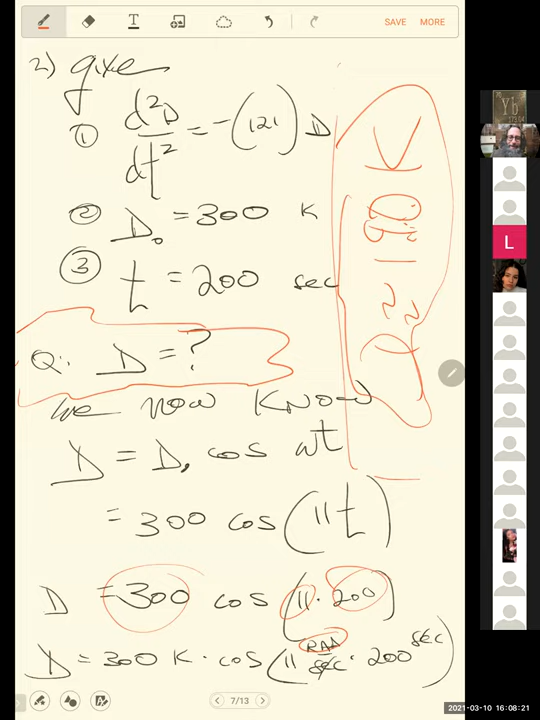 T
SAVE MORE
2) give
① d²D/dt² = -(121) D
② D₀ = 300 K
③ t = 200 sec
Q: D = ?
we now know
D = D₀ cos ωt
= 300 cos (11t)
D = 300 cos (11 · 200)
D = 300 K · cos (11 RAD/sec · 200 sec)
7/13
Yb
L
2021-03-10 16:08:21